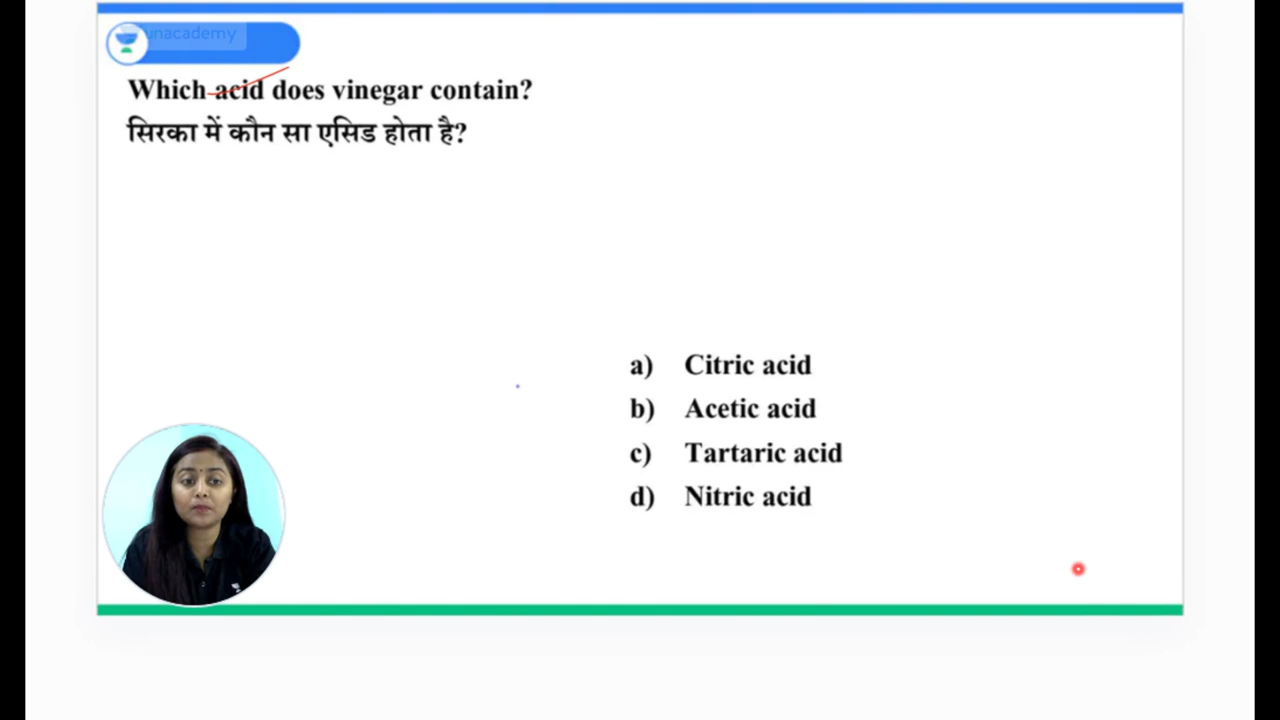 unacademy
Which acid does vinegar contain?
सिरका में कौन सा एसिड होता है?
a) Citric acid
b) Acetic acid
c) Tartaric acid
d) Nitric acid